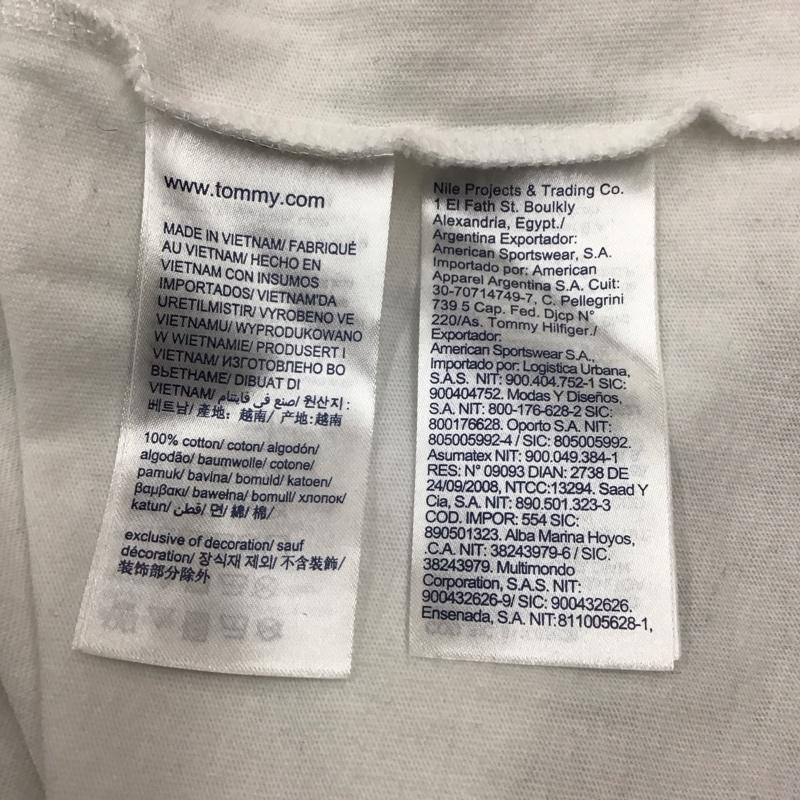 www.tommy.com
MADE IN VIETNAM/ FABRIQUÉ
AU VIETNAM/ HECHO EN
VIETNAM CON INSUMOS
IMPORTADOS/ VIETNAM'DA
URETILMISTIR/ VYROBENO VE
VIETNAMU/ WYPRODUKOWANO
W WIETNAMIE/ PRODUSERT I
VIETNAM/ ИЗГОТОВЛЕНО ВО
ВЬЕТНАМЕ/ DIBUAT DI
VIETNAM/ صنع في فايتنام/ 원산지 :
베트남/ 產地: 越南/ 产地:越南
100% cotton/ coton/ algodón/
algodão/ baumwolle/ cotone/
pamuk/ bavlna/ bomuld/ katoen/
βαμβακι/ bawełna/ bomull/ хлопок/
katun/ قطن/ 면/ 綿/ 棉/
exclusive of decoration/ sauf
décoration/ 장식재 제외/ 不含裝飾/
装饰部分除外
Nile Projects & Trading Co.
1 El Fath St. Boulkly
Alexandria, Egypt./
Argentina Exportador:
American Sportswear, S.A.
Importado por: American
Apparel Argentina S.A. Cuit:
30-70714749-7, C. Pellegrini
739 5 Cap. Fed. Djcp N°
220/As. Tommy Hilfiger./
Exportador:
American Sportswear S.A.,
Importado por: Logistica Urbana,
S.A.S. NIT: 900.404.752-1 SIC:
900404752. Modas Y Diseños,
S.A. NIT: 800-176-628-2 SIC:
800176628. Oporto S.A. NIT:
805005992-4 / SIC: 805005992.
Asumatex NIT: 900.049.384-1
RES: N° 09093 DIAN: 2738 DE
24/09/2008, NTCC:13294. Saad Y
Cia, S.A. NIT: 890.501.323-3
COD. IMPOR: 554 SIC:
890501323. Alba Marina Hoyos,
C.A. NIT: 38243979-6 / SIC.
38243979. Multimondo
Corporation, S.A.S. NIT:
900432626-9/ SIC: 900432626.
Ensenada, S.A. NIT:811005628-1,